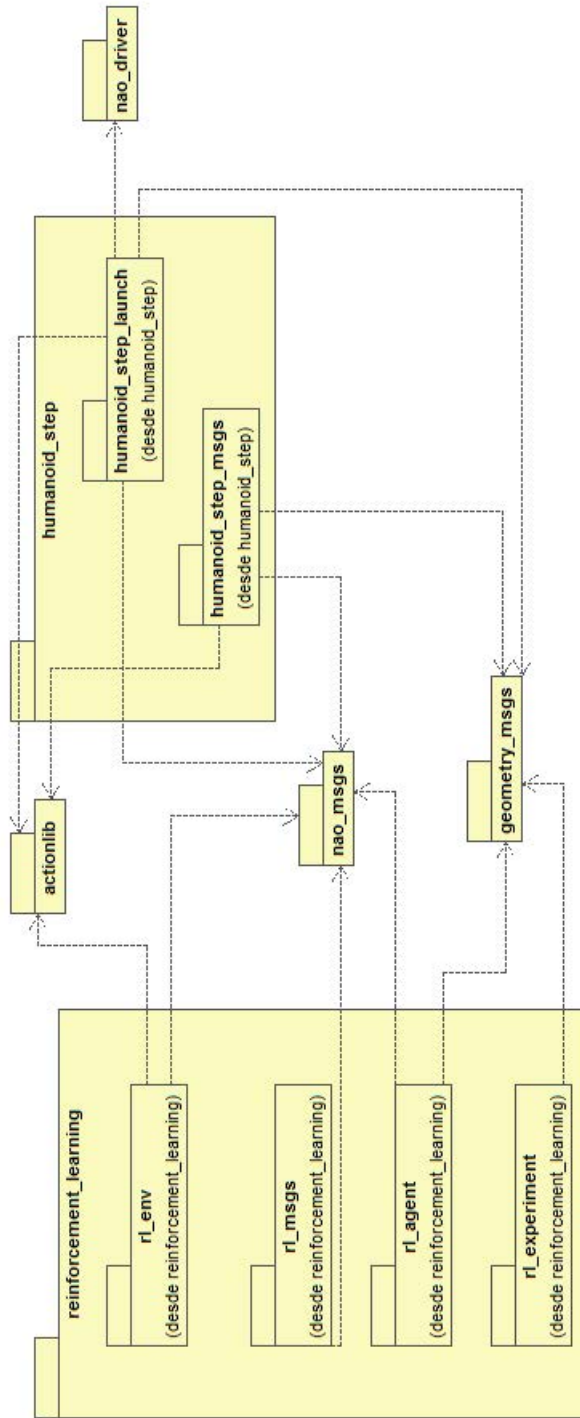 reinforcement_learning
rl_env
(desde reinforcement_learning)
rl_msgs
(desde reinforcement_learning)
rl_agent
(desde reinforcement_learning)
rl_experiment
(desde reinforcement_learning)
actionlib
nao_msgs
geometry_msgs
humanoid_step
humanoid_step_launch
(desde humanoid_step)
humanoid_step_msgs
(desde humanoid_step)
nao_driver